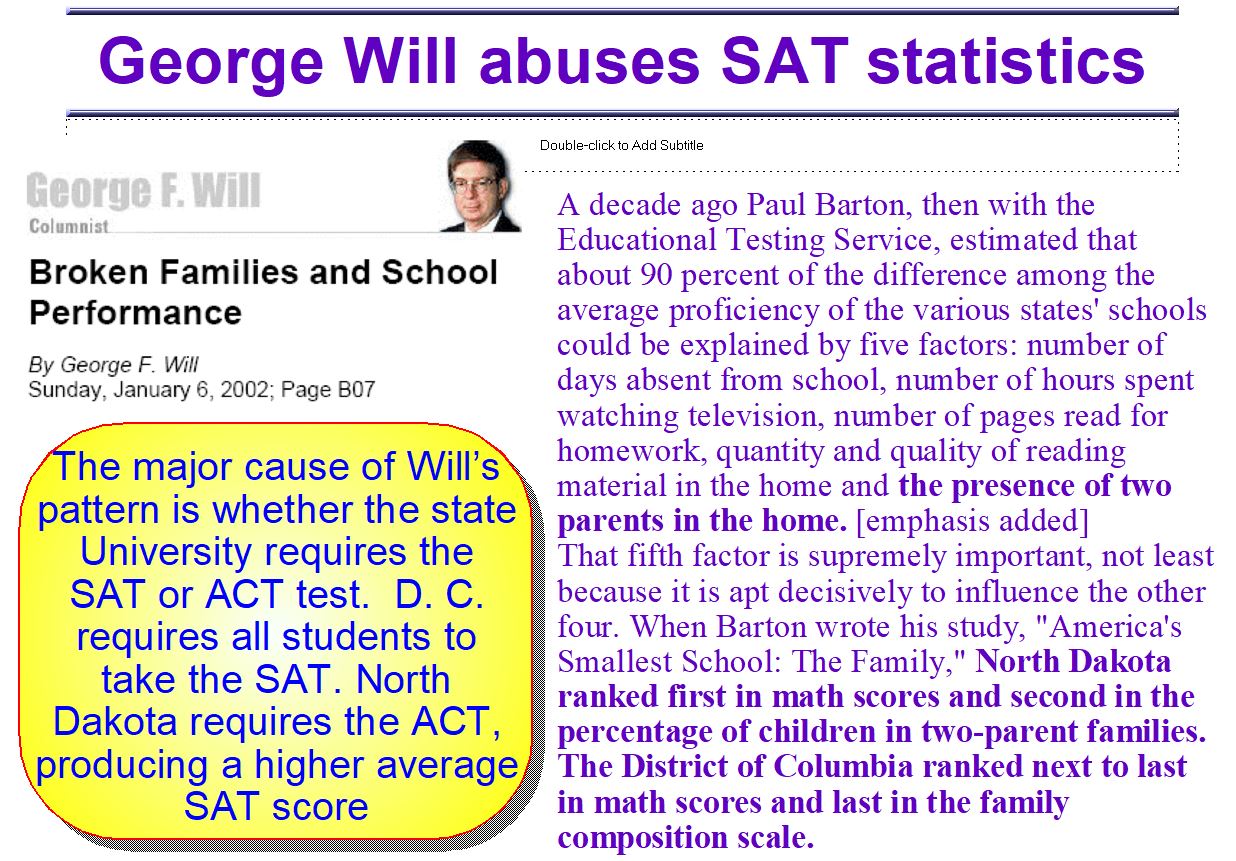 George Will abuses SAT statistics
Double-click to Add Subtitle
George F. Will
Columnist
Broken Families and School
Performance
By George F. Will
Sunday, January 6, 2002; Page B07
The major cause of Will's
pattern is whether the state
University requires the
SAT or ACT test.  D. C.
requires all students to
take the SAT. North
Dakota requires the ACT,
producing a higher average
SAT score
A decade ago Paul Barton, then with the
Educational Testing Service, estimated that
about 90 percent of the difference among the
average proficiency of the various states' schools
could be explained by five factors: number of
days absent from school, number of hours spent
watching television, number of pages read for
homework, quantity and quality of reading
material in the home and the presence of two
parents in the home. [emphasis added]
That fifth factor is supremely important, not least
because it is apt decisively to influence the other
four. When Barton wrote his study, "America's
Smallest School: The Family," North Dakota
ranked first in math scores and second in the
percentage of children in two-parent families.
The District of Columbia ranked next to last
in math scores and last in the family
composition scale.